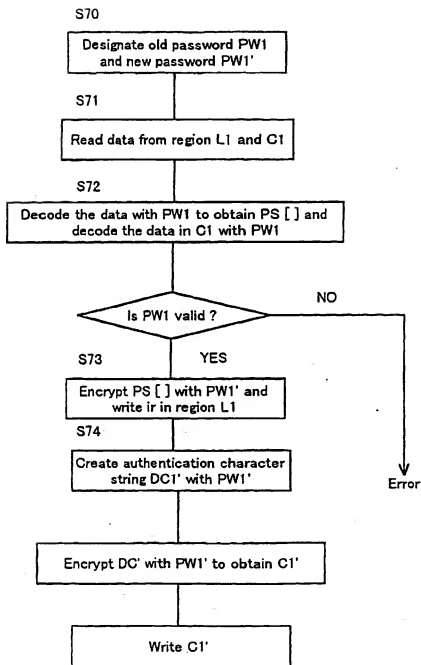 S70
Designate old password PW1
and new password PW1'
S71
Read data from region L1 and C1
S72
Decode the data with PW1 to obtain PS [ ] and
decode the data in C1 with PW1
Is PW1 valid ?
NO
S73
YES
Encrypt PS [ ] with PW1' and
write ir in region L1
S74
Create authentication character
string DC1' with PW1'
Error
Encrypt DC' with PW1' to obtain C1'
Write C1'